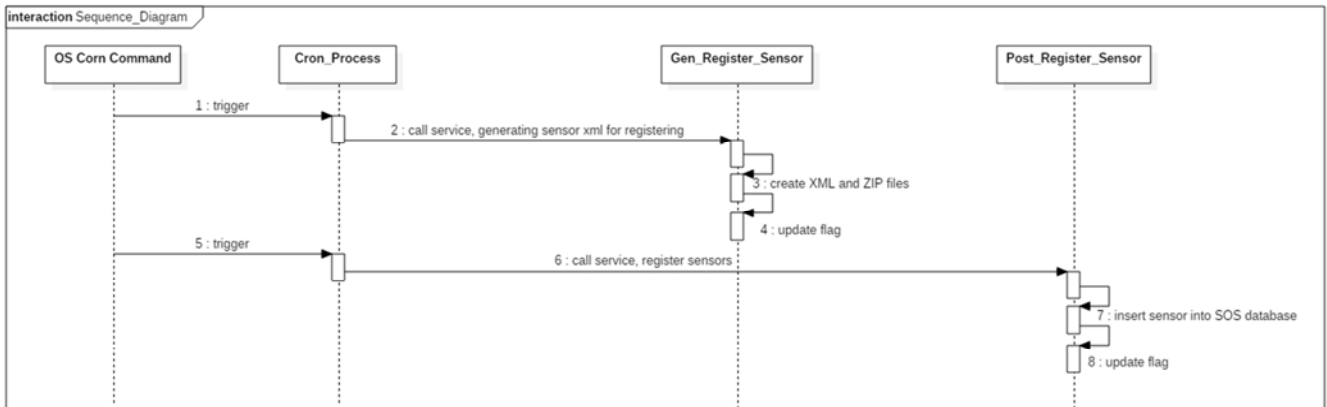 interaction Sequence_Diagram
OS Corn Command
Cron_Process
Gen_Register_Sensor
Post_Register_Sensor
1 : trigger
2 : call service, generating sensor xml for registering
3 : create XML and ZIP files
4 : update flag
5 : trigger
6 : call service, register sensors
7 : insert sensor into SOS database
8 : update flag